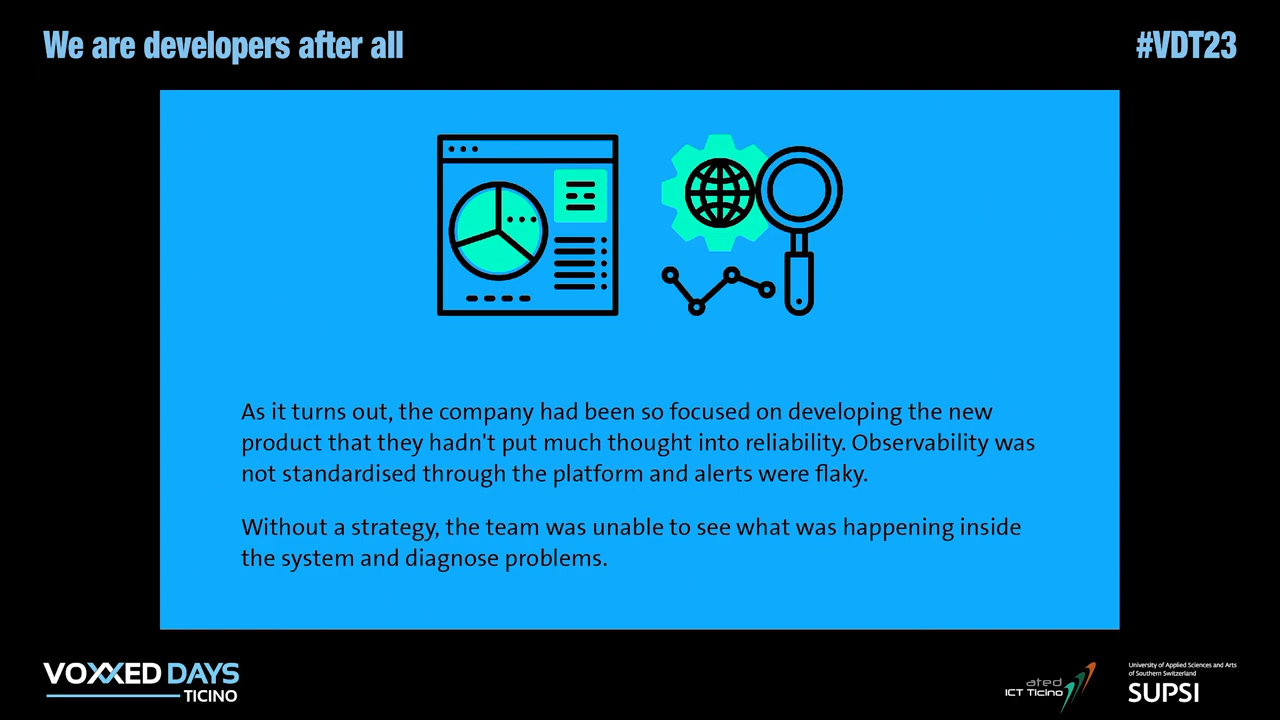 We are developers after all
#VDT23
As it turns out, the company had been so focused on developing the new
product that they hadn't put much thought into reliability. Observability was
not standardised through the platform and alerts were flaky.
Without a strategy, the team was unable to see what was happening inside
the system and diagnose problems.
VOXXED DAYS
TICINO
ated
ICT Ticino
University of Applied Sciences and Arts
of Southern Switzerland
SUPSI